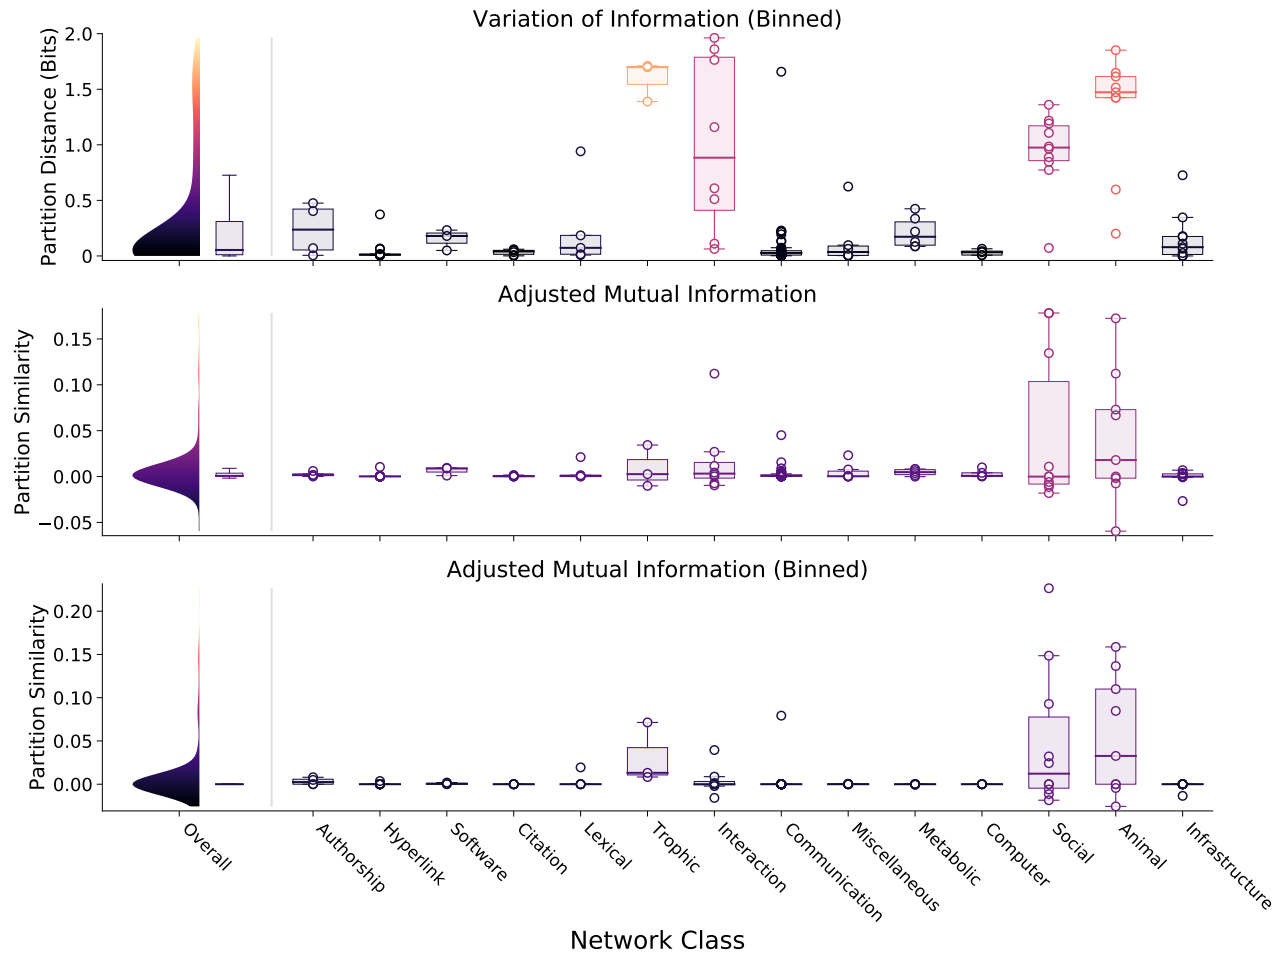 Variation of Information (Binned)
Partition Distance (Bits)
2.0
1.5
1.0
0.5
0
Adjusted Mutual Information
Partition Similarity
0.15
0.10
0.05
0.00
−0.05
Adjusted Mutual Information (Binned)
Partition Similarity
0.20
0.15
0.10
0.05
0.00
Overall
Authorship
Hyperlink
Software
Citation
Lexical
Trophic
Interaction
Communication
Miscellaneous
Metabolic
Computer
Social
Animal
Infrastructure
Network Class